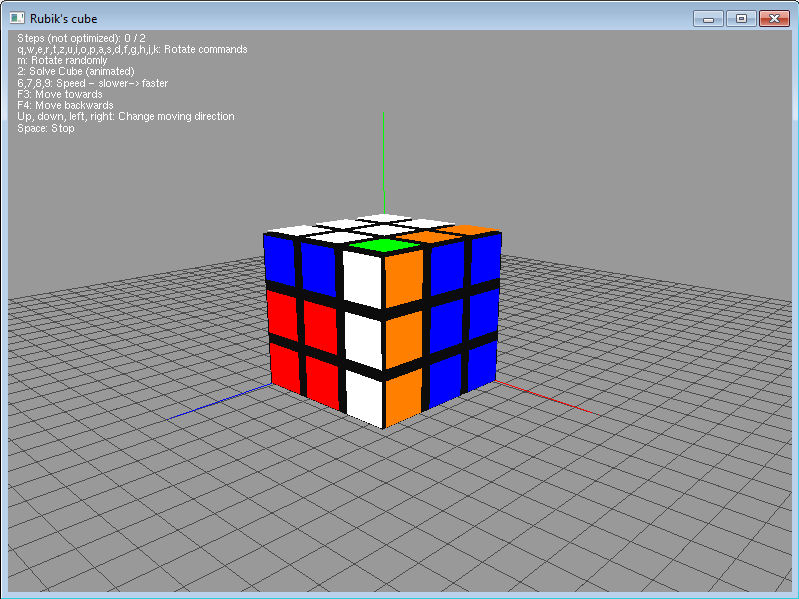 Rubik's cube
Steps (not optimized): 0 / 2
q,w,e,r,t,z,u,i,o,p,a,s,d,f,g,h,j,k: Rotate commands
m: Rotate randomly
2: Solve Cube (animated)
6,7,8,9: Speed - slower-> faster
F3: Move towards
F4: Move backwards
Up, down, left, right: Change moving direction
Space: Stop